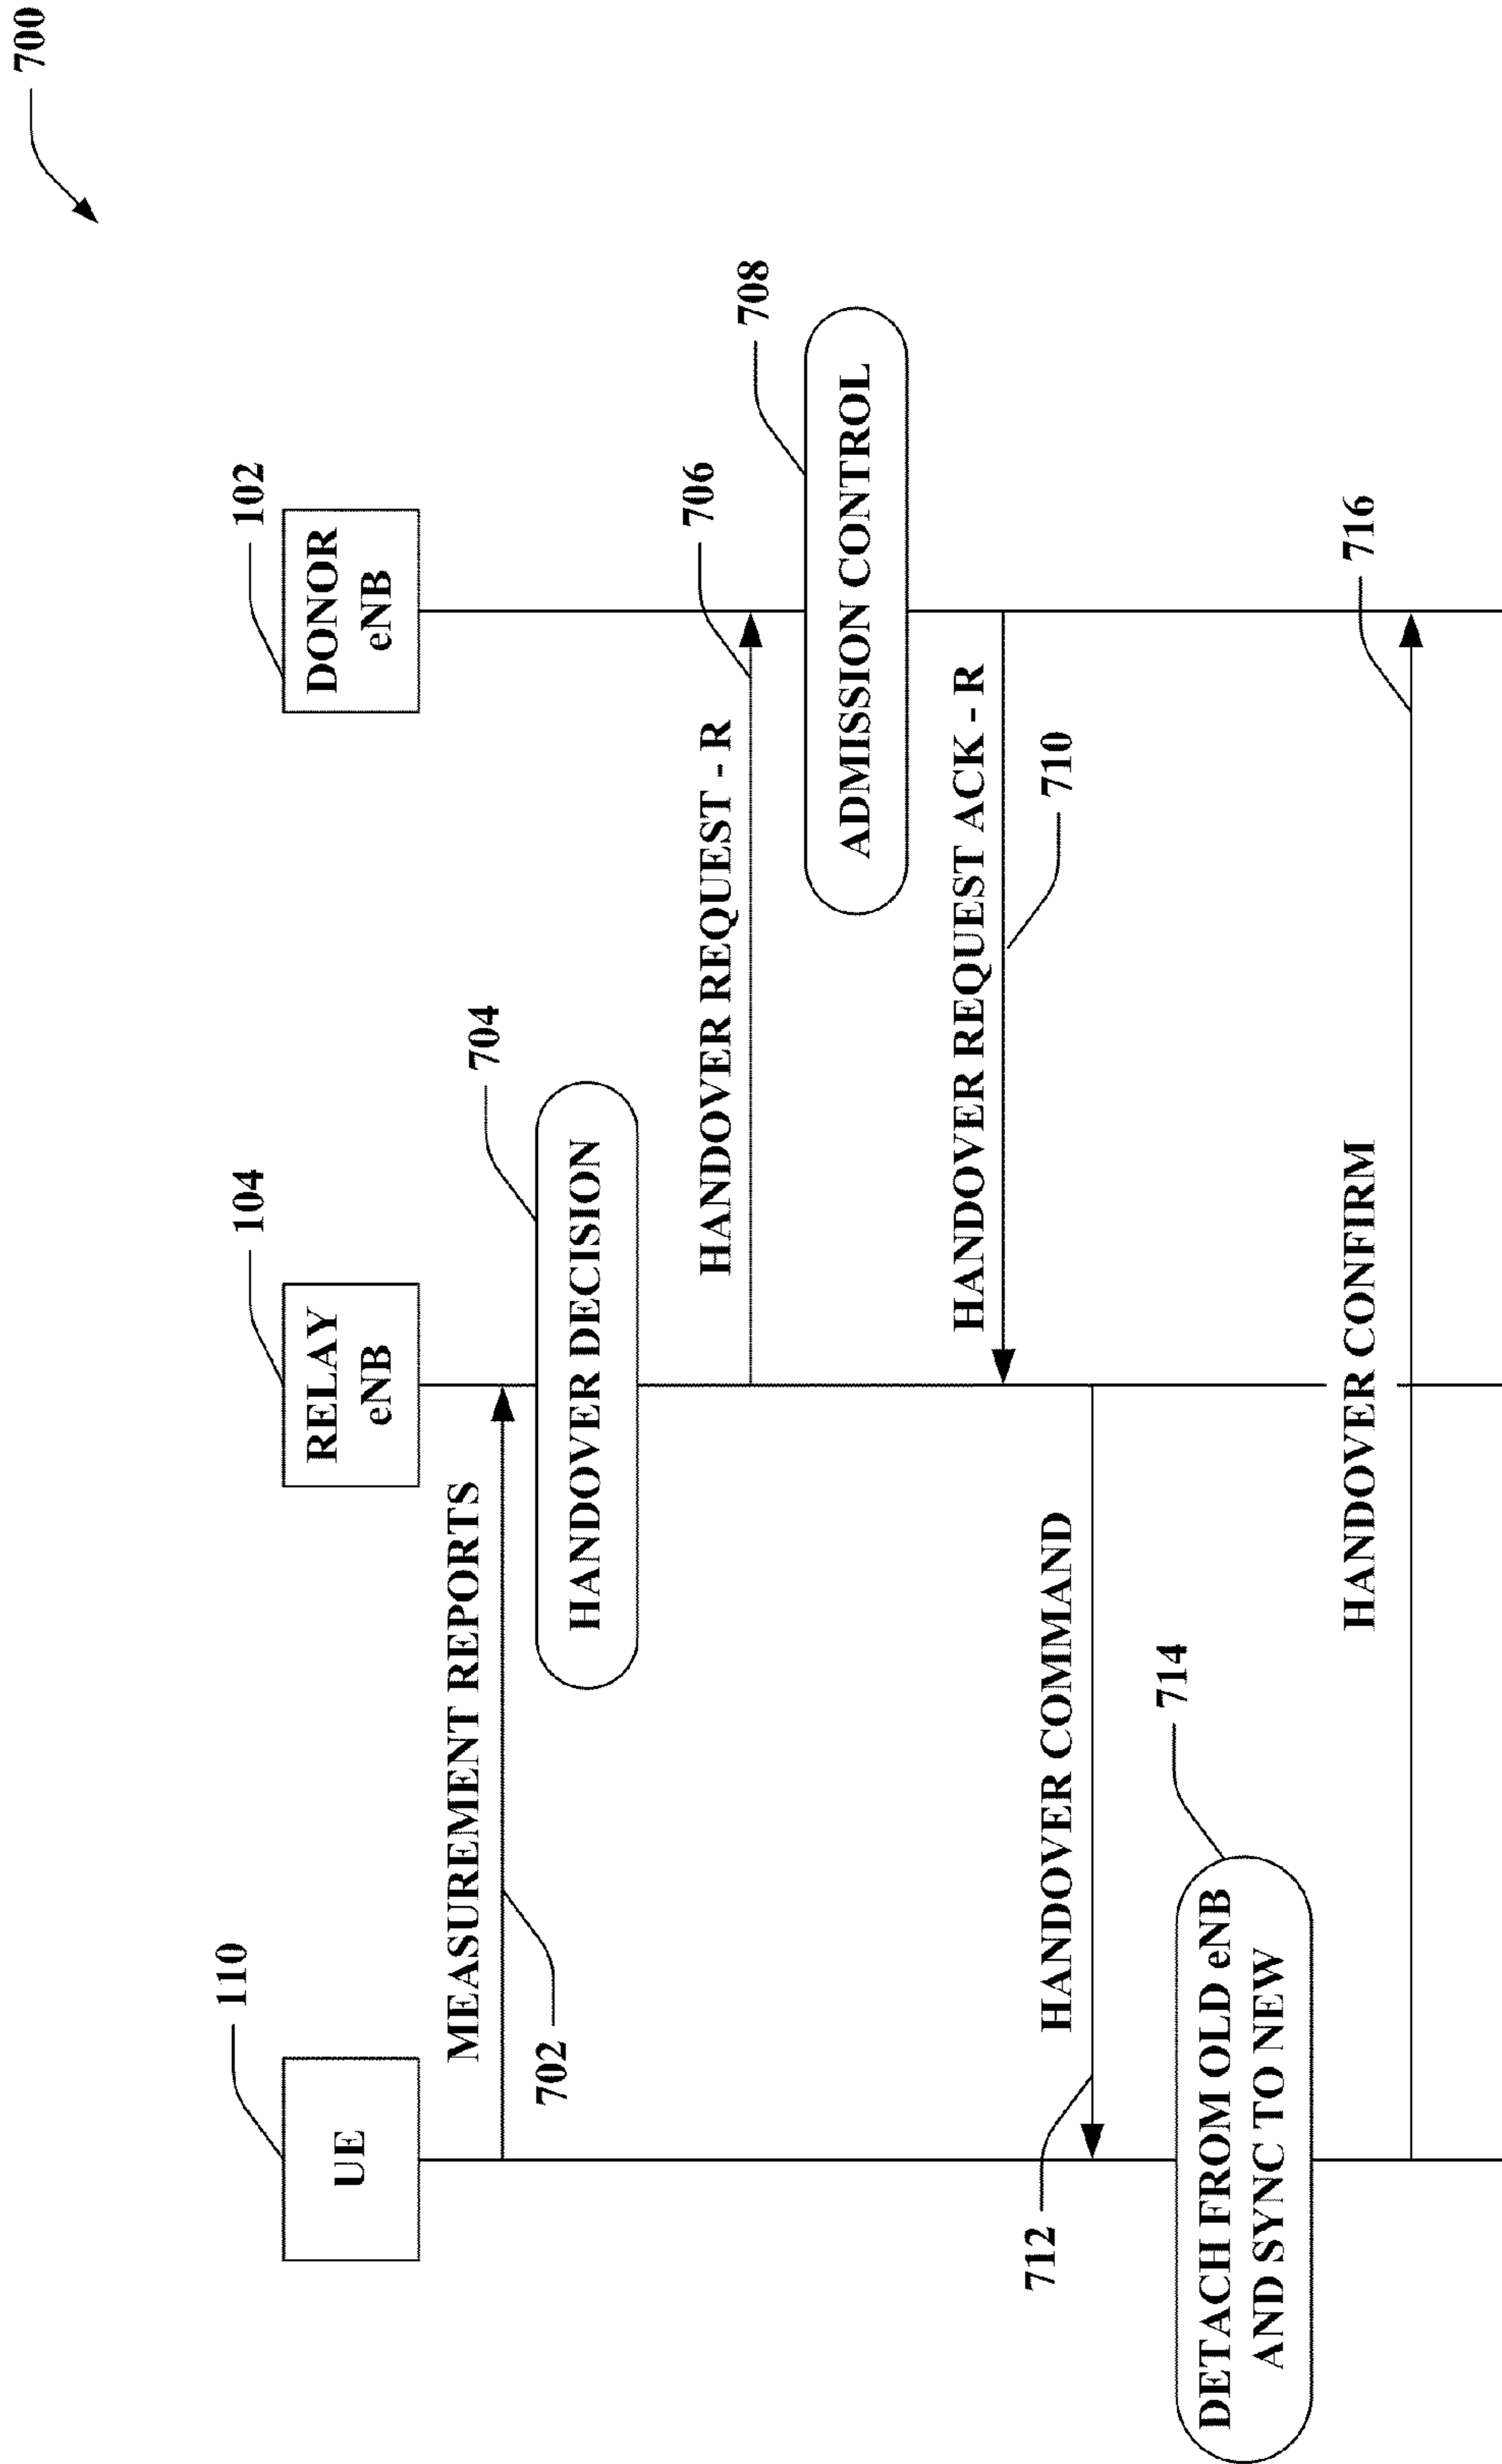 700
110
104
102
UE
RELAY
eNB
DONOR
eNB
MEASUREMENT REPORTS
702
704
HANDOVER DECISION
HANDOVER REQUEST - R
706
708
ADMISSION CONTROL
HANDOVER REQUEST ACK - R
710
HANDOVER COMMAND
712
714
DETACH FROM OLD eNB
AND SYNC TO NEW
HANDOVER CONFIRM
716